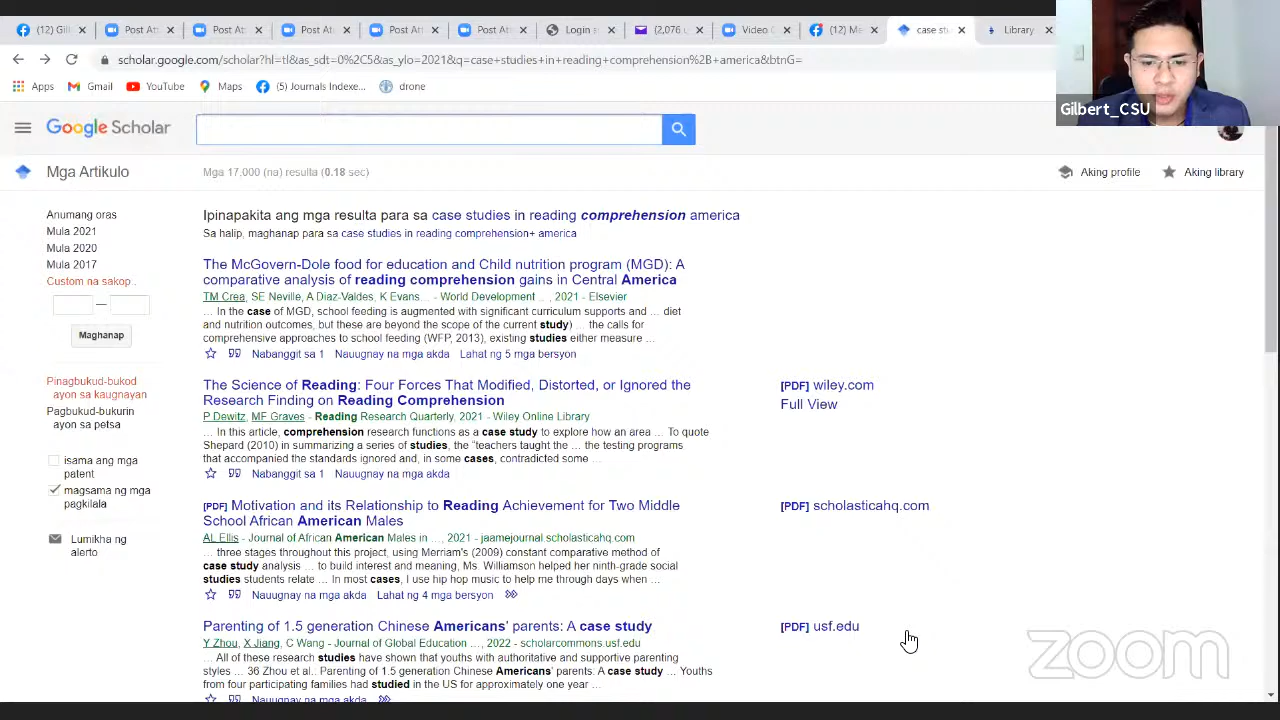 (12) Gil
Post Att
Post Att
Post At
Post Att
Post Att
Login
(2,076
Video C
(12) Me
case stu
Library
scholar.google.com/scholar?hl=tl&as_sdt=0%2C5&as_ylo=2021&q=case+studies+in+reading+comprehension%2B+america&btnG=
Apps
Gmail
YouTube
Maps
(5) Journals Indexe...
drone
Gilbert_CSU
Google Scholar
Mga Artikulo
Mga 17,000 (na) resulta (0.18 sec)
Aking profile
Aking library
Anumang oras
Mula 2021
Mula 2020
Mula 2017
Custom na sakop..
—
Maghanap
Pinagbukud-bukod
ayon sa kaugnayan
Pagbukud-bukurin
ayon sa petsa
isama ang mga
patent
magsama ng mga
pagkilala
Lumikha ng
alerto
Ipinapakita ang mga resulta para sa case studies in reading comprehension america
Sa halip, maghanap para sa case studies in reading comprehension+ america
The McGovern-Dole food for education and Child nutrition program (MGD): A
comparative analysis of reading comprehension gains in Central America
TM Crea, SE Neville, A Diaz-Valdes, K Evans… - World Development …, 2021 - Elsevier
… In the case of MGD, school feeding is augmented with significant curriculum supports and … diet
and nutrition outcomes, but these are beyond the scope of the current study) … the calls for
comprehensive approaches to school feeding (WFP, 2013), existing studies either measure …
Nabanggit sa 1 Nauugnay na mga akda Lahat ng 5 mga bersyon
The Science of Reading: Four Forces That Modified, Distorted, or Ignored the
Research Finding on Reading Comprehension
P Dewitz, MF Graves - Reading Research Quarterly, 2021 - Wiley Online Library
… In this article, comprehension research functions as a case study to explore how an area … To quote
Shepard (2010) in summarizing a series of studies, the “teachers taught the … the testing programs
that accompanied the standards ignored and, in some cases, contradicted some …
Nabanggit sa 1 Nauugnay na mga akda
[PDF] wiley.com
Full View
[PDF] Motivation and its Relationship to Reading Achievement for Two Middle
School African American Males
AL Ellis - Journal of African American Males in …, 2021 - jaamejournal.scholasticahq.com
… three stages throughout this project, using Merriam's (2009) constant comparative method of
case study analysis … to build interest and meaning, Ms. Williamson helped her ninth-grade social
studies students relate … In most cases, I use hip hop music to help me through days when …
Nauugnay na mga akda Lahat ng 4 mga bersyon
[PDF] scholasticahq.com
Parenting of 1.5 generation Chinese Americans' parents: A case study
Y Zhou, X Jiang, C Wang - Journal of Global Education …, 2022 - scholarcommons.usf.edu
… All of these research studies have shown that youths with authoritative and supportive parenting
styles … 36 Zhou et al.. Parenting of 1.5 generation Chinese Americans' parents: A case study … Youths
from four participating families had studied in the US for approximately one year …
Nauugnay na mga akda
[PDF] usf.edu
zoom